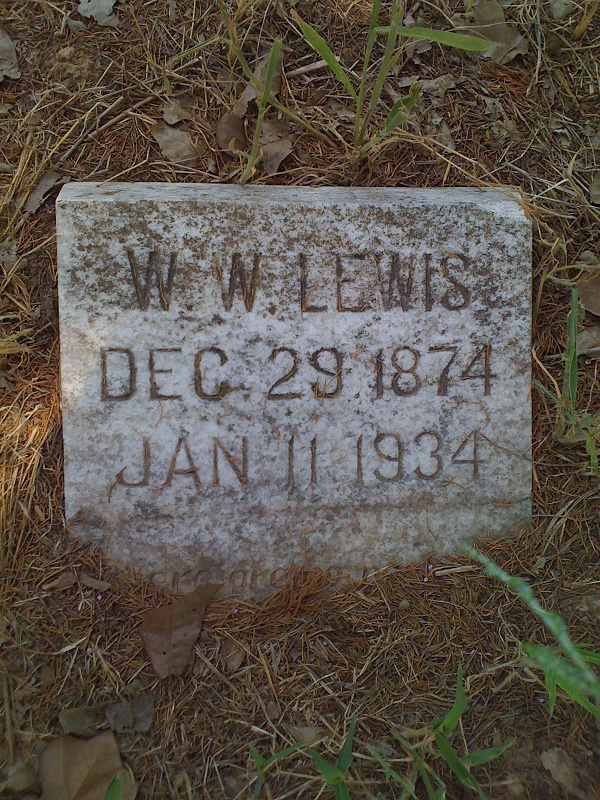 W W LEWIS
DEC 29 1874
JAN 11 1934